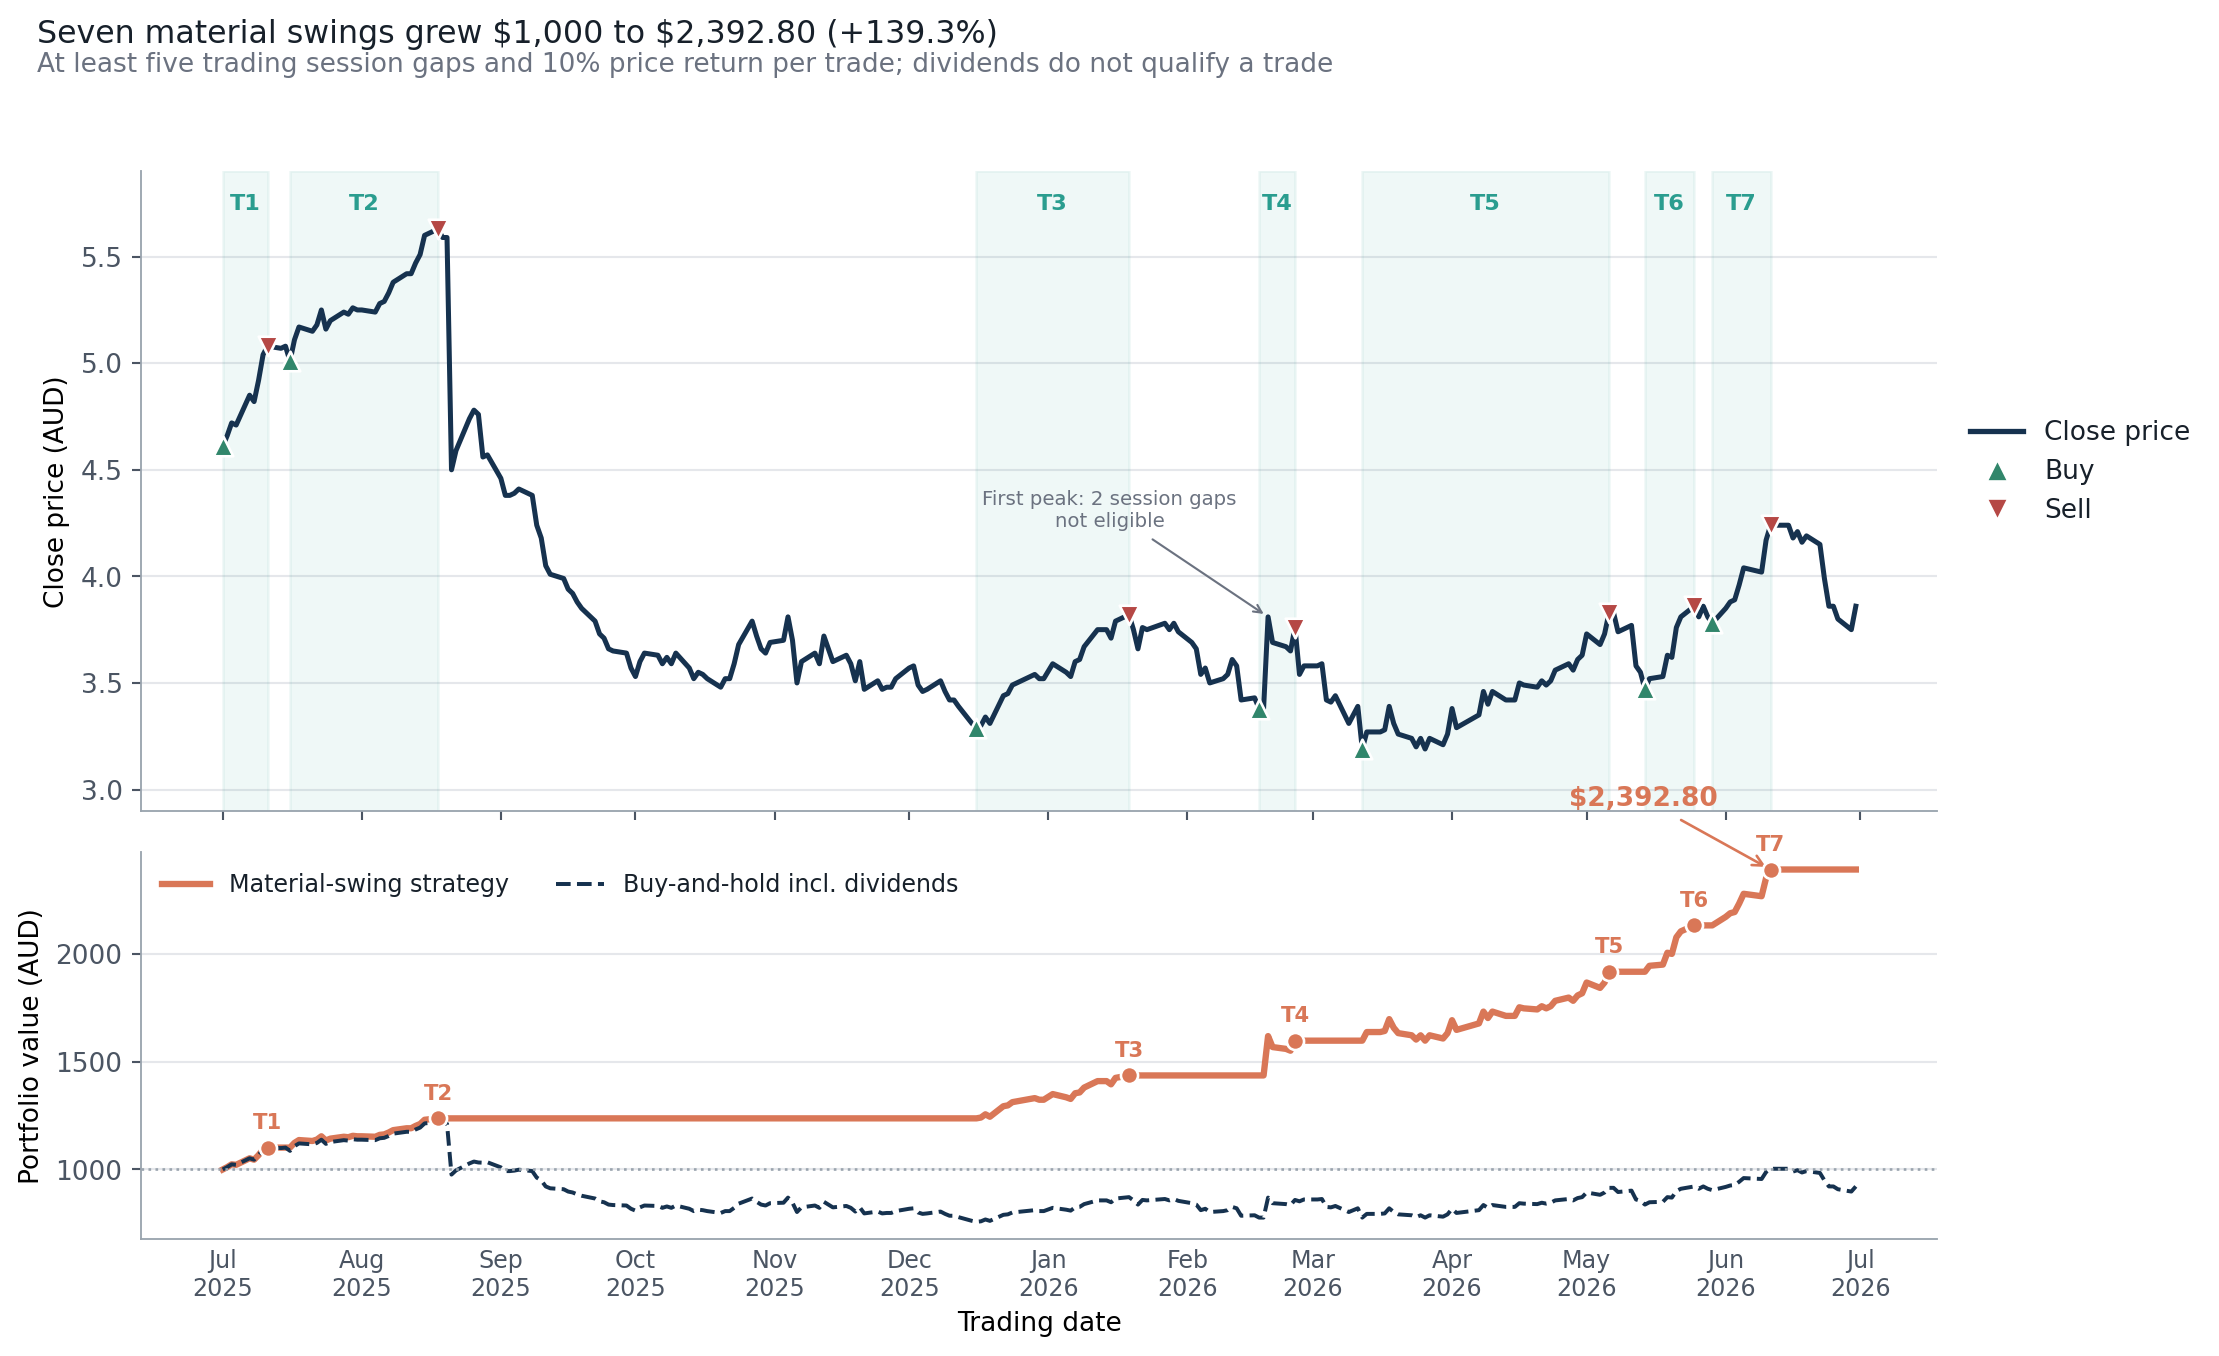 Seven material swings grew $1,000 to $2,392.80 (+139.3%)
At least five trading session gaps and 10% price return per trade; dividends do not qualify a trade
T1
T2
T3
T4
T5
T6
T7
Close price (AUD)
5.5
5.0
4.5
4.0
3.5
3.0
First peak: 2 session gaps
not eligible
Close price
Buy
Sell
$2,392.80
Material-swing strategy
Buy-and-hold incl. dividends
Portfolio value (AUD)
2000
1500
1000
T1
T2
T3
T4
T5
T6
T7
Jul
2025
Aug
2025
Sep
2025
Oct
2025
Nov
2025
Dec
2025
Jan
2026
Feb
2026
Mar
2026
Apr
2026
May
2026
Jun
2026
Jul
2026
Trading date